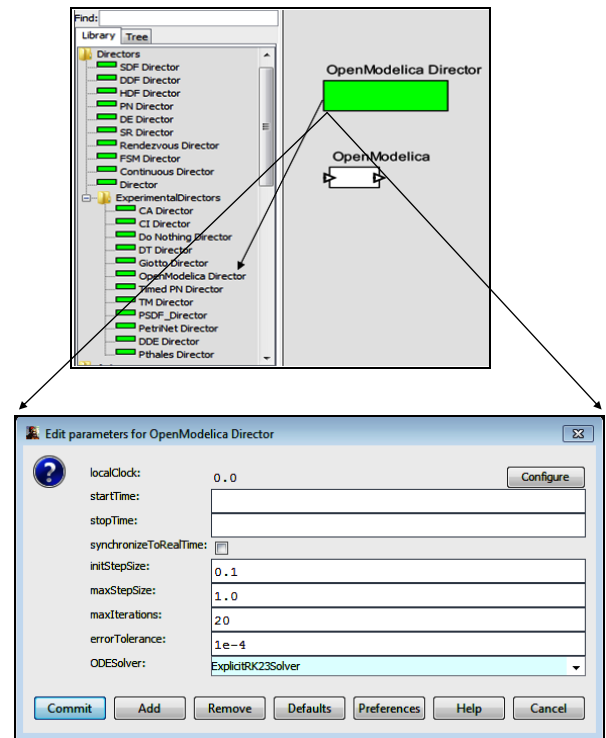 Find:
Library Tree
Directors
SDF Director
DDF Director
HDF Director
PN Director
DE Director
SR Director
Rendezvous Director
FSM Director
Continuous Director
Director
ExperimentalDirectors
CA Director
CI Director
Do Nothing Director
DT Director
Giotto Director
OpenModelica Director
Timed PN Director
TM Director
PSDF_Director
PetriNet Director
DDE Director
Pthales Director
OpenModelica Director
OpenModelica
Edit parameters for OpenModelica Director
localClock: 0.0 Configure
startTime:
stopTime:
synchronizeToRealTime:
initStepSize: 0.1
maxStepSize: 1.0
maxIterations: 20
errorTolerance: 1e-4
ODESolver: ExplicitRK23Solver
Commit Add Remove Defaults Preferences Help Cancel